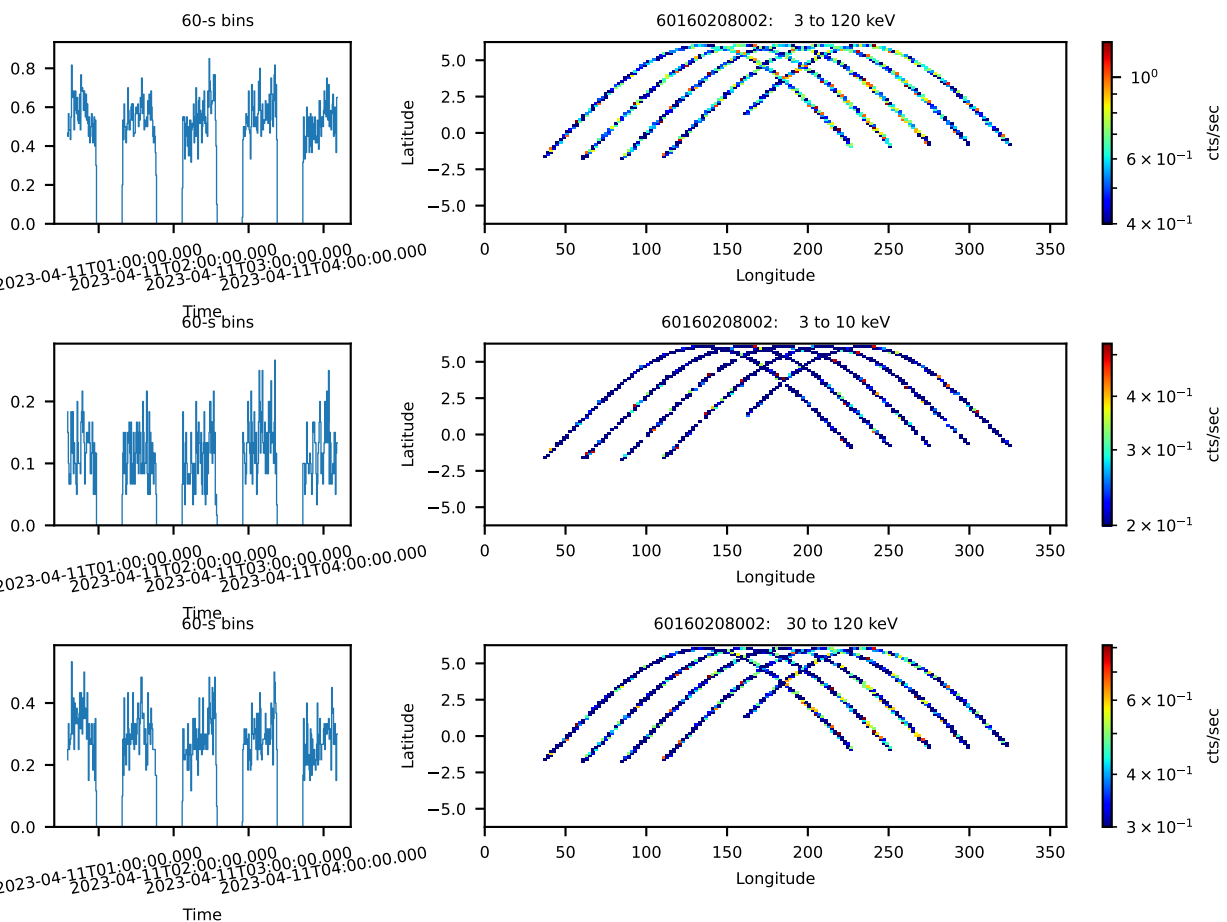 60-s bins
60160208002:    3 to 120 keV
0.8
0.6
0.4
0.2
0.0
2023-04-11T01:00:00.000
2023-04-11T02:00:00.000
2023-04-11T03:00:00.000
2023-04-11T04:00:00.000
Time
Latitude
5.0
2.5
0.0
−2.5
−5.0
0 50 100 150 200 250 300 350
Longitude
10⁰
6 × 10⁻¹
4 × 10⁻¹
cts/sec
60-s bins
60160208002:    3 to 10 keV
0.2
0.1
0.0
2023-04-11T01:00:00.000
2023-04-11T02:00:00.000
2023-04-11T03:00:00.000
2023-04-11T04:00:00.000
Time
Latitude
5.0
2.5
0.0
−2.5
−5.0
0 50 100 150 200 250 300 350
Longitude
4 × 10⁻¹
3 × 10⁻¹
2 × 10⁻¹
cts/sec
60-s bins
60160208002:   30 to 120 keV
0.4
0.2
0.0
2023-04-11T01:00:00.000
2023-04-11T02:00:00.000
2023-04-11T03:00:00.000
2023-04-11T04:00:00.000
Time
Latitude
5.0
2.5
0.0
−2.5
−5.0
0 50 100 150 200 250 300 350
Longitude
6 × 10⁻¹
4 × 10⁻¹
3 × 10⁻¹
cts/sec